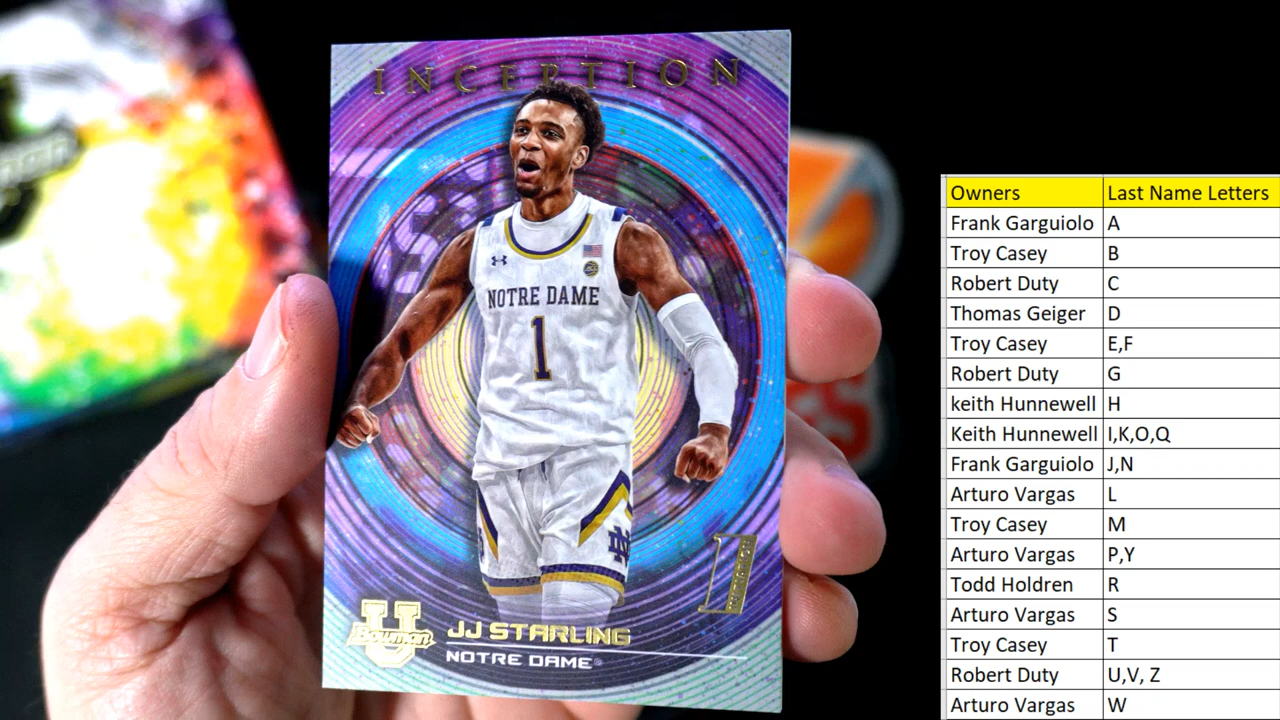 INCEPTION
NOTRE DAME
1
INITIATION
U
Bowman
JJ STARLING
NOTRE DAME
Owners Last Name Letters
Frank Garguiolo A
Troy Casey B
Robert Duty C
Thomas Geiger D
Troy Casey E,F
Robert Duty G
keith Hunnewell H
Keith Hunnewell I,K,O,Q
Frank Garguiolo J,N
Arturo Vargas L
Troy Casey M
Arturo Vargas P,Y
Todd Holdren R
Arturo Vargas S
Troy Casey T
Robert Duty U,V, Z
Arturo Vargas W